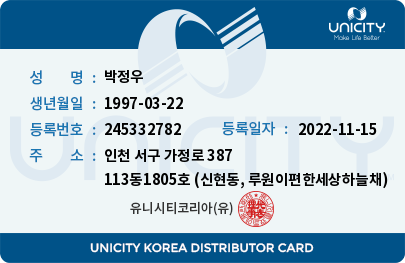 UNICITY
Make Life Better
성 명 : 박정우
생년월일 : 1997-03-22
등록번호 : 245332782 등록일자 : 2022-11-15
주 소 : 인천 서구 가정로 387
113동1805호 (신현동, 루원이편한세상하늘채)
유니시티코리아(유)
UNICITY
UNICITY KOREA DISTRIBUTOR CARD